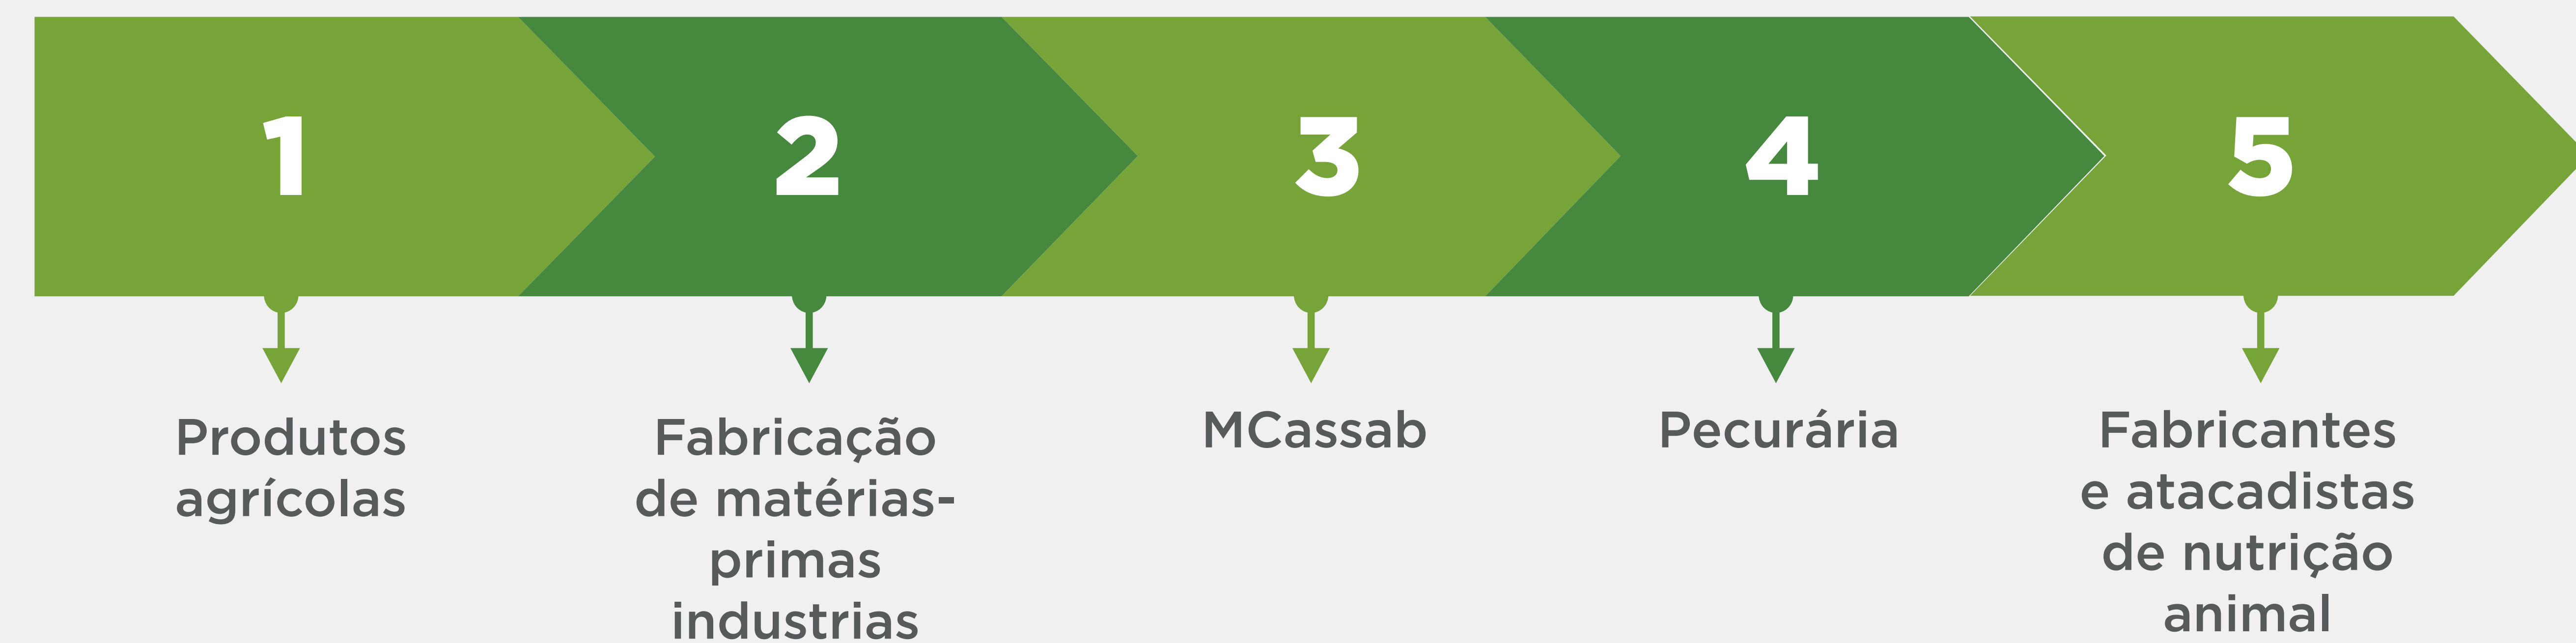 1
2
3
4
5
Produtos
agrícolas
Fabricação
de matérias-
primas
industrias
MCassab
Pecurária
Fabricantes
e atacadistas
de nutrição
animal